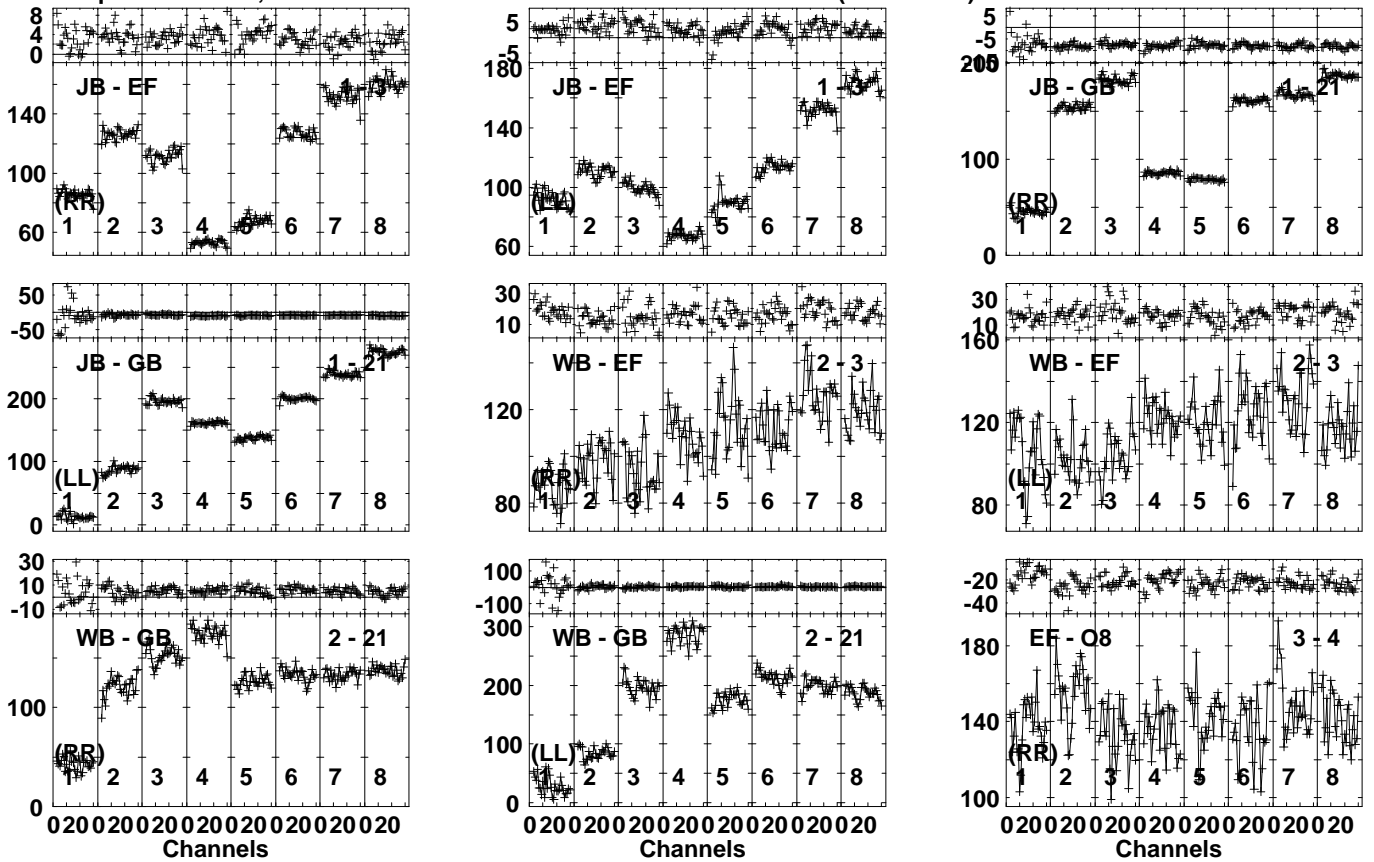 8 4 0
5 -5
5 -5 -15
JB - EF 1 - 3
140 100 60
(RR)
1 2 3 4 5 6 7 8
JB - EF 1 - 3
180 140 100 60
(LL)
1 2 3 4 5 6 7 8
JB - GB 1 - 21
205 100 0
(RR)
1 2 3 4 5 6 7 8
50 -50
30 10
30 10
JB - GB 1 - 21
200 100 0
(LL)
1 2 3 4 5 6 7 8
WB - EF 2 - 3
120 80
(RR)
1 2 3 4 5 6 7 8
WB - EF 2 - 3
160 120 80
(LL)
1 2 3 4 5 6 7 8
30 10 -10
100 -100
-20 -40
WB - GB 2 - 21
100 0
(RR)
1 2 3 4 5 6 7 8
WB - GB 2 - 21
300 200 100 0
(LL)
1 2 3 4 5 6 7 8
EF - O8 3 - 4
180 140 100
(RR)
1 2 3 4 5 6 7 8
0 20 0 20 0 20 0 20 0 20 0 20 0 20 0 20
0 20 0 20 0 20 0 20 0 20 0 20 0 20 0 20
0 20 0 20 0 20 0 20 0 20 0 20 0 20 0 20
Channels
Channels
Channels